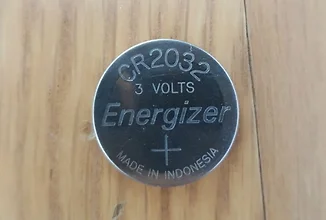 CR2032
3 VOLTS
Energizer
+
MADE IN INDONESIA